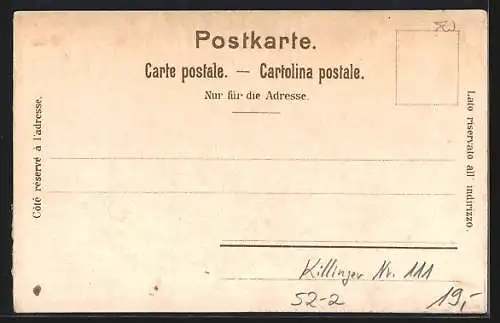 Postkarte.
Carte postale. — Cartolina postale.
Nur für die Adresse.
Côté reservé à l'adresse.
Lato riservato all' indirizzo.
Killinger Nr. 111
52-2
19,-